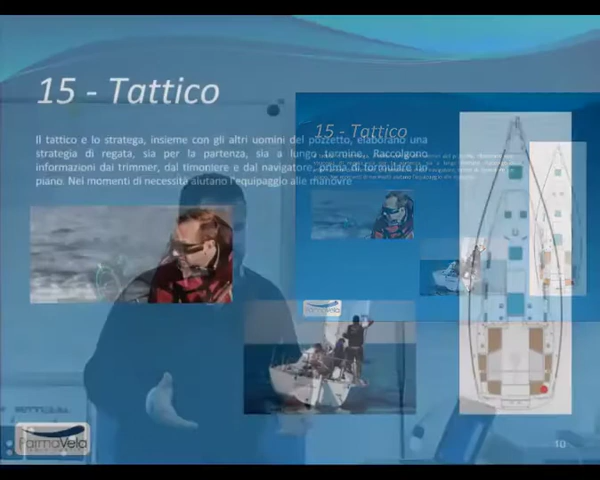 15 - Tattico
Il tattico e lo stratega, insieme con gli altri uomini del pozzetto, elaborano una
strategia di regata, sia per la partenza, sia a lungo termine. Raccolgono
informazioni dai trimmer, dal timoniere e dal navigatore, prima di formulare un
piano. Nei momenti di necessità aiutano l'equipaggio alle manovre
15 - Tattico
ParmaVela
10